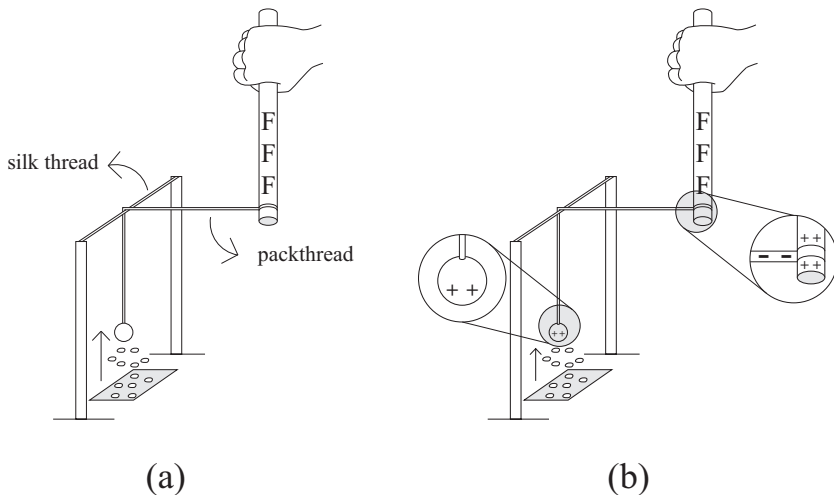 F
F
F
silk thread
packthread
(a)
F
F
F
+ +
- -
+ +
+ +
+ +
(b)